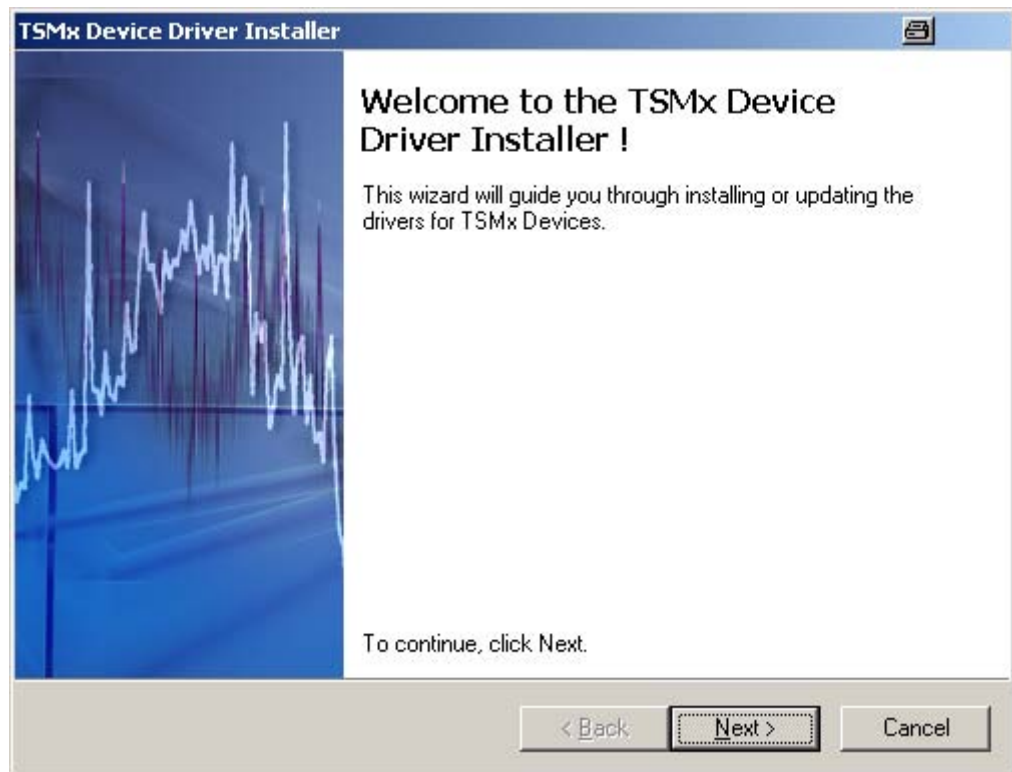 TSMx Device Driver Installer
Welcome to the TSMx Device
Driver Installer !
This wizard will guide you through installing or updating the
drivers for TSMx Devices.
To continue, click Next.
< Back
Next >
Cancel